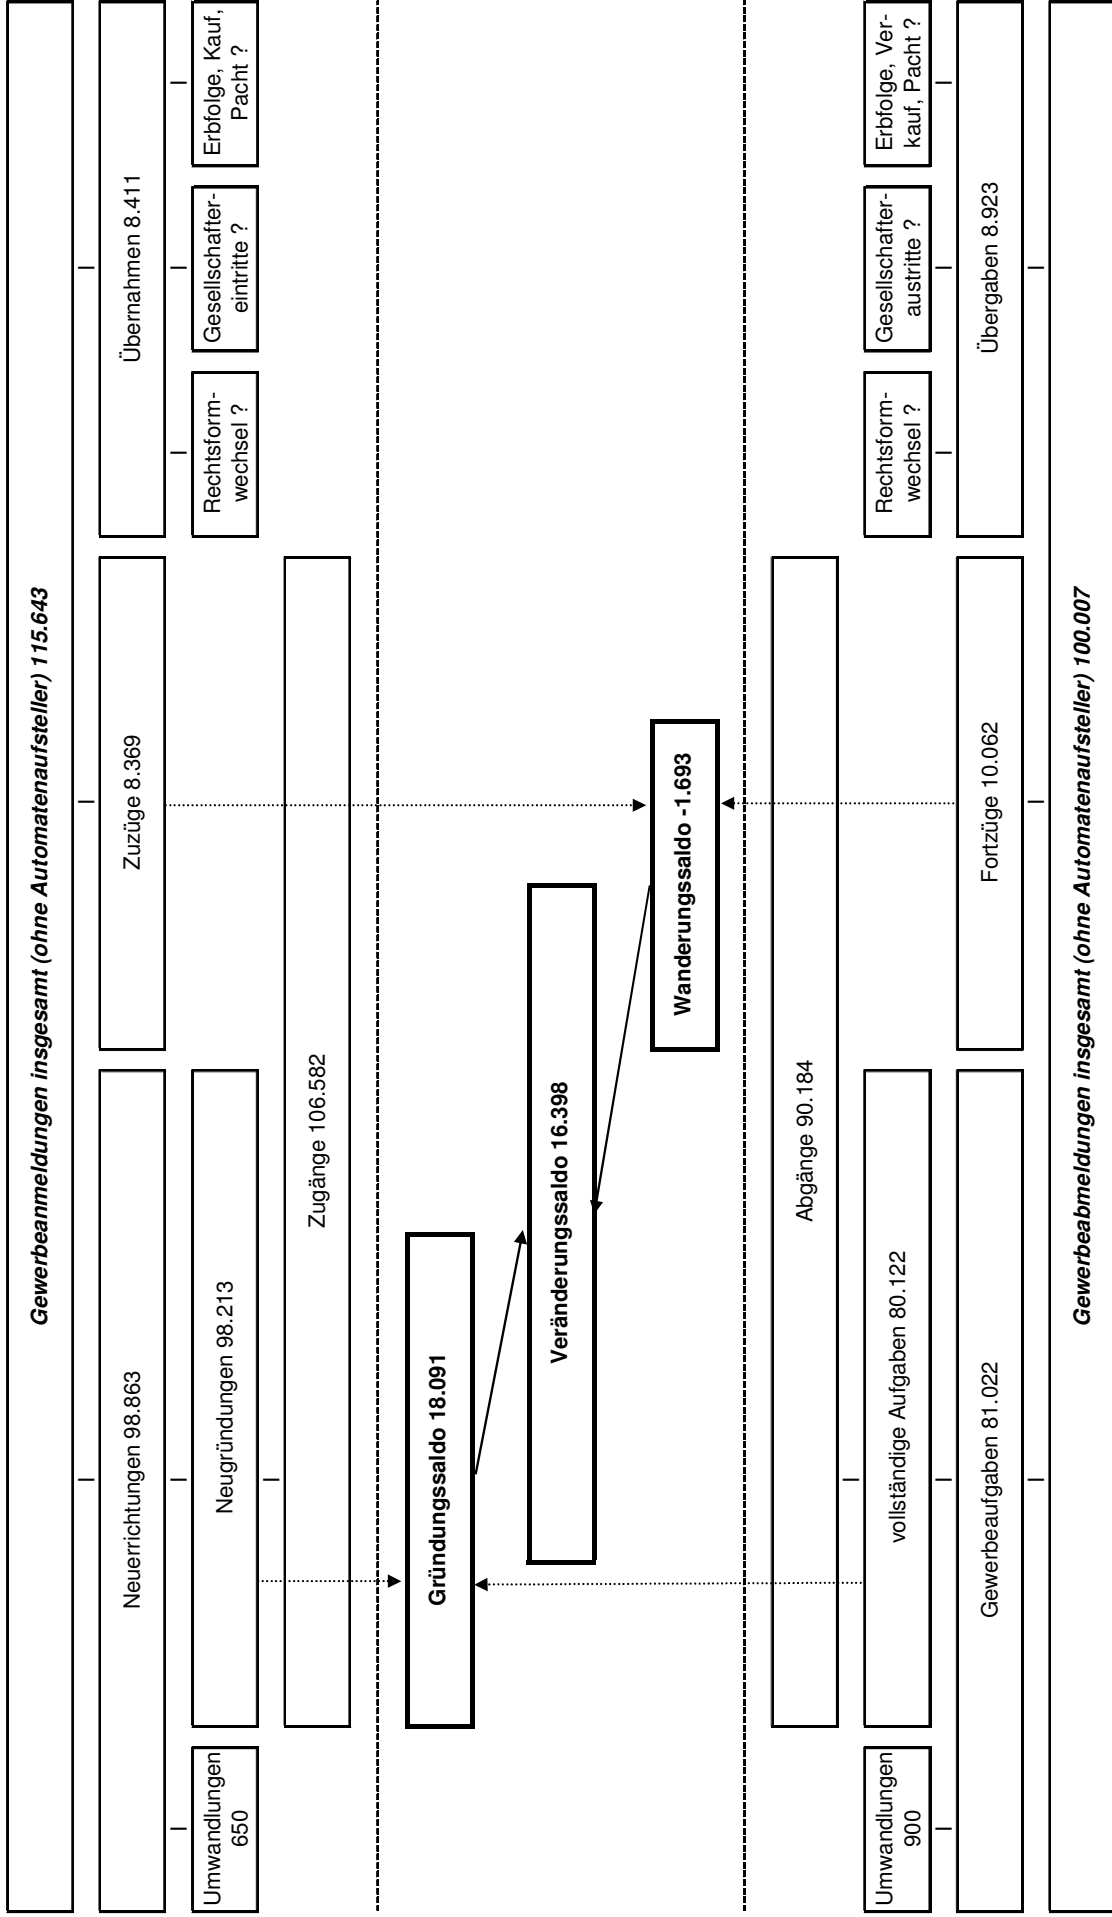 Gewerbeanmeldungen insgesamt (ohne Automatenaufsteller) 115.643
Neuerrichtungen 98.863
Zuzüge 8.369
Übernahmen 8.411
Umwandlungen
650
Neugründungen 98.213
Rechtsform-
wechsel ?
Gesellschafter-
eintritte ?
Erbfolge, Kauf,
Pacht ?
Zugänge 106.582
Gründungssaldo 18.091
Veränderungssaldo 16.398
Wanderungssaldo -1.693
Abgänge 90.184
Umwandlungen
900
vollständige Aufgaben 80.122
Rechtsform-
wechsel ?
Gesellschafter-
austritte ?
Erbfolge, Ver-
kauf, Pacht ?
Gewerbeaufgaben 81.022
Fortzüge 10.062
Übergaben 8.923
Gewerbeabmeldungen insgesamt (ohne Automatenaufsteller) 100.007